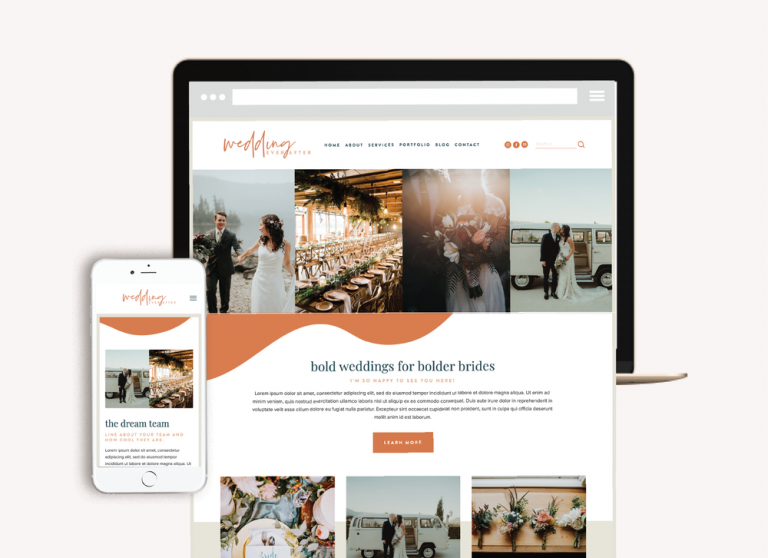 wedding
EVER AFTER
HOME ABOUT SERVICES PORTFOLIO BLOG CONTACT
bold weddings for bolder brides
I'M SO HAPPY TO SEE YOU HERE!
Lorem ipsum dolor sit amet, consectetur adipiscing elit, sed do eiusmod tempor incididunt ut labore et dolore magna aliqua. Ut enim ad
minim veniam, quis nostrud exercitation ullamco laboris nisi ut aliquip ex ea commodo consequat. Duis aute irure dolor in reprehenderit in
voluptate velit esse cillum dolore eu fugiat nulla pariatur. Excepteur sint occaecat cupidatat non proident, sunt in culpa qui officia deserunt
mollit anim id est laborum.
LEARN MORE
wedding
EVER AFTER
the dream team
LINE ABOUT YOUR TEAM AND
HOW COOL THEY ARE
Lorem ipsum dolor sit amet, consectetur
adipiscing elit, sed do eiusmod tempor
incididunt ut labore et dolore magna aliqua. Ut